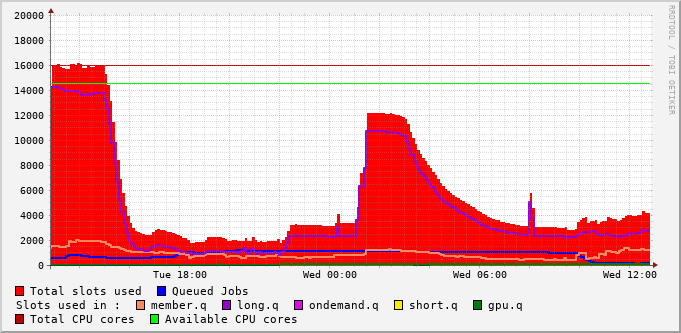 20000
18000
16000
14000
12000
10000
8000
6000
4000
2000
0
Tue 18:00 Wed 00:00 Wed 06:00 Wed 12:00
RRDTOOL / TOBI OETIKER
Total slots used Queued Jobs
Slots used in : member.q long.q ondemand.q short.q gpu.q
Total CPU cores Available CPU cores